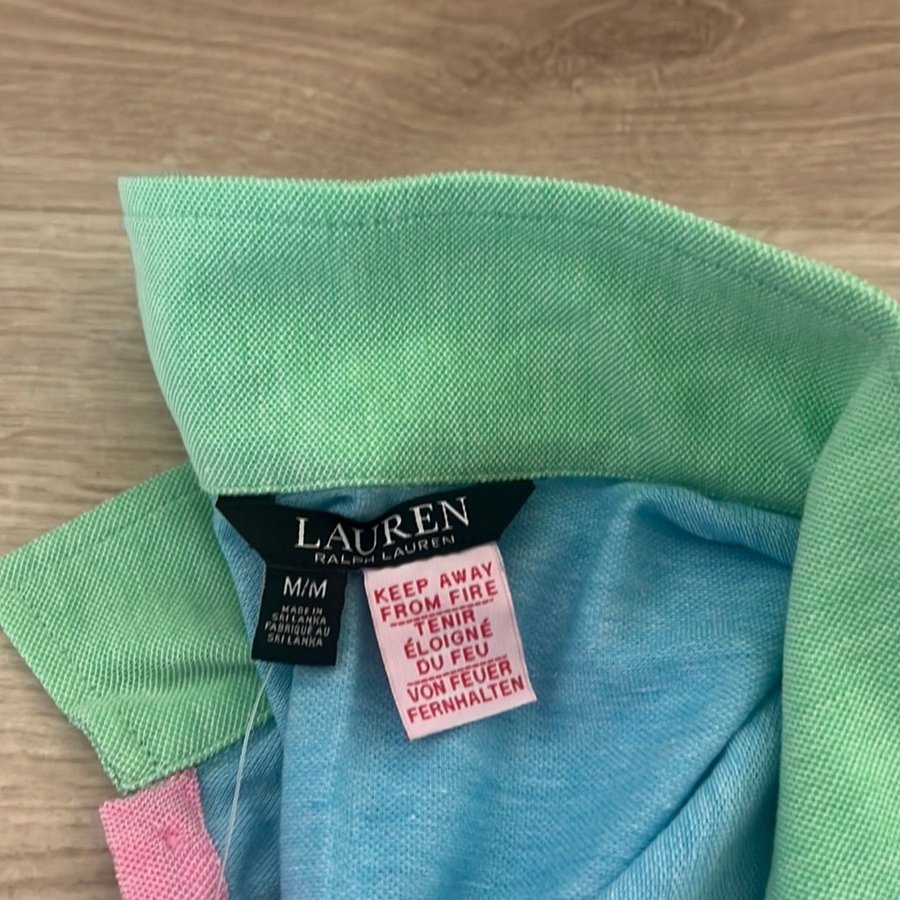 LAUREN
RALPH LAUREN
M/M
MADE IN
SRI LANKA
FABRIQUÉ AU
SRI LANKA
KEEP AWAY
FROM FIRE
TENIR
ÉLOIGNÉ
DU FEU
VON FEUER
FERNHALTEN